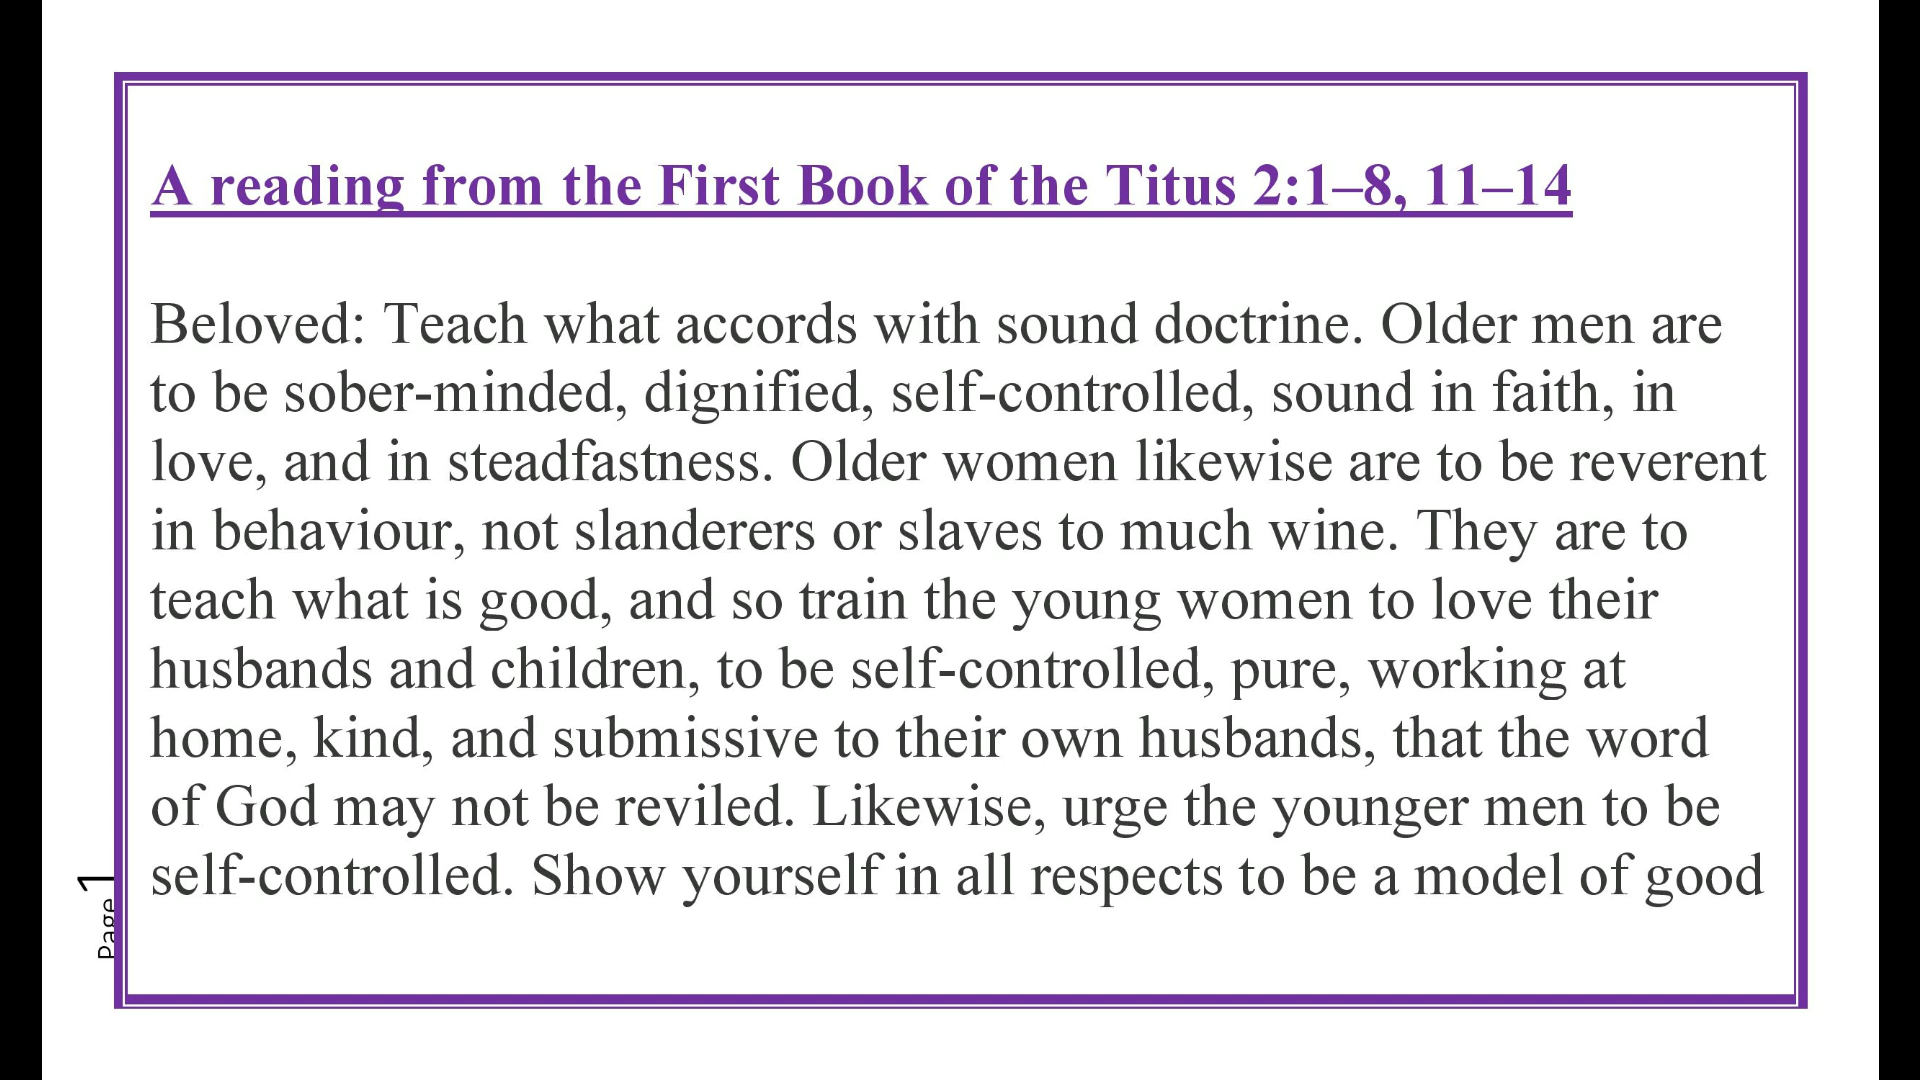 A reading from the First Book of the Titus 2:1–8, 11–14
Beloved: Teach what accords with sound doctrine. Older men are
to be sober-minded, dignified, self-controlled, sound in faith, in
love, and in steadfastness. Older women likewise are to be reverent
in behaviour, not slanderers or slaves to much wine. They are to
teach what is good, and so train the young women to love their
husbands and children, to be self-controlled, pure, working at
home, kind, and submissive to their own husbands, that the word
of God may not be reviled. Likewise, urge the younger men to be
self-controlled. Show yourself in all respects to be a model of good
Page 1